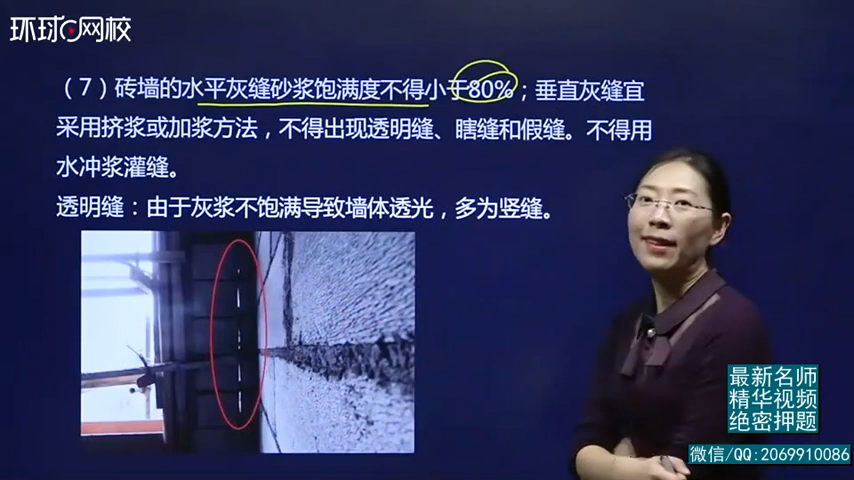 环球网校
（7）砖墙的水平灰缝砂浆饱满度不得小于80%；垂直灰缝宜
采用挤浆或加浆方法，不得出现透明缝、瞎缝和假缝。不得用
水冲浆灌缝。
透明缝：由于灰浆不饱满导致墙体透光，多为竖缝。
最新名师
精华视频
绝密押题
微信/QQ:2069910086